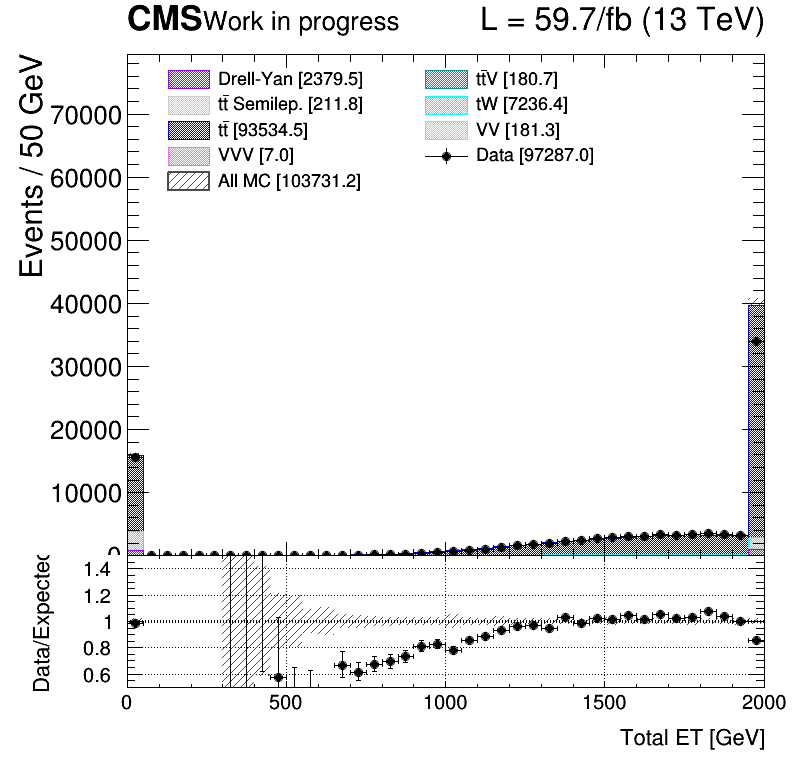 CMS Work in progress L = 59.7/fb (13 TeV)
Events / 50 GeV
Drell-Yan [2379.5]
tt̄V [180.7]
tt̄ Semilep. [211.8]
tW [7236.4]
tt̄ [93534.5]
VV [181.3]
VVV [7.0]
Data [97287.0]
All MC [103731.2]
70000
60000
50000
40000
30000
20000
10000
0
Data/Expected
1.4
1.2
1
0.8
0.6
0 500 1000 1500 2000
Total ET [GeV]